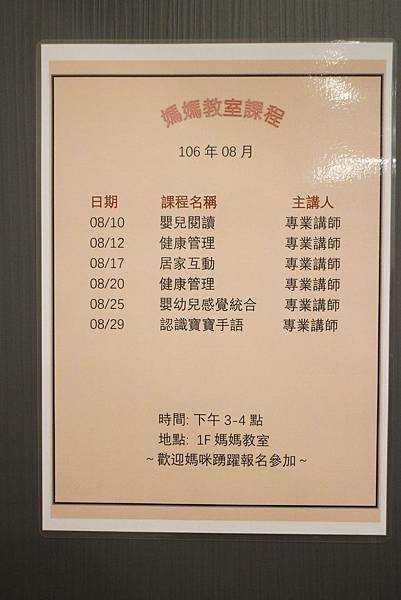 媽媽教室課程
106 年 08 月
日期 課程名稱 主講人
08/10 嬰兒閱讀 專業講師
08/12 健康管理 專業講師
08/17 居家互動 專業講師
08/20 健康管理 專業講師
08/25 嬰幼兒感覺統合 專業講師
08/29 認識寶寶手語 專業講師
時間: 下午 3-4 點
地點: 1F 媽媽教室
~歡迎媽咪踴躍報名參加~